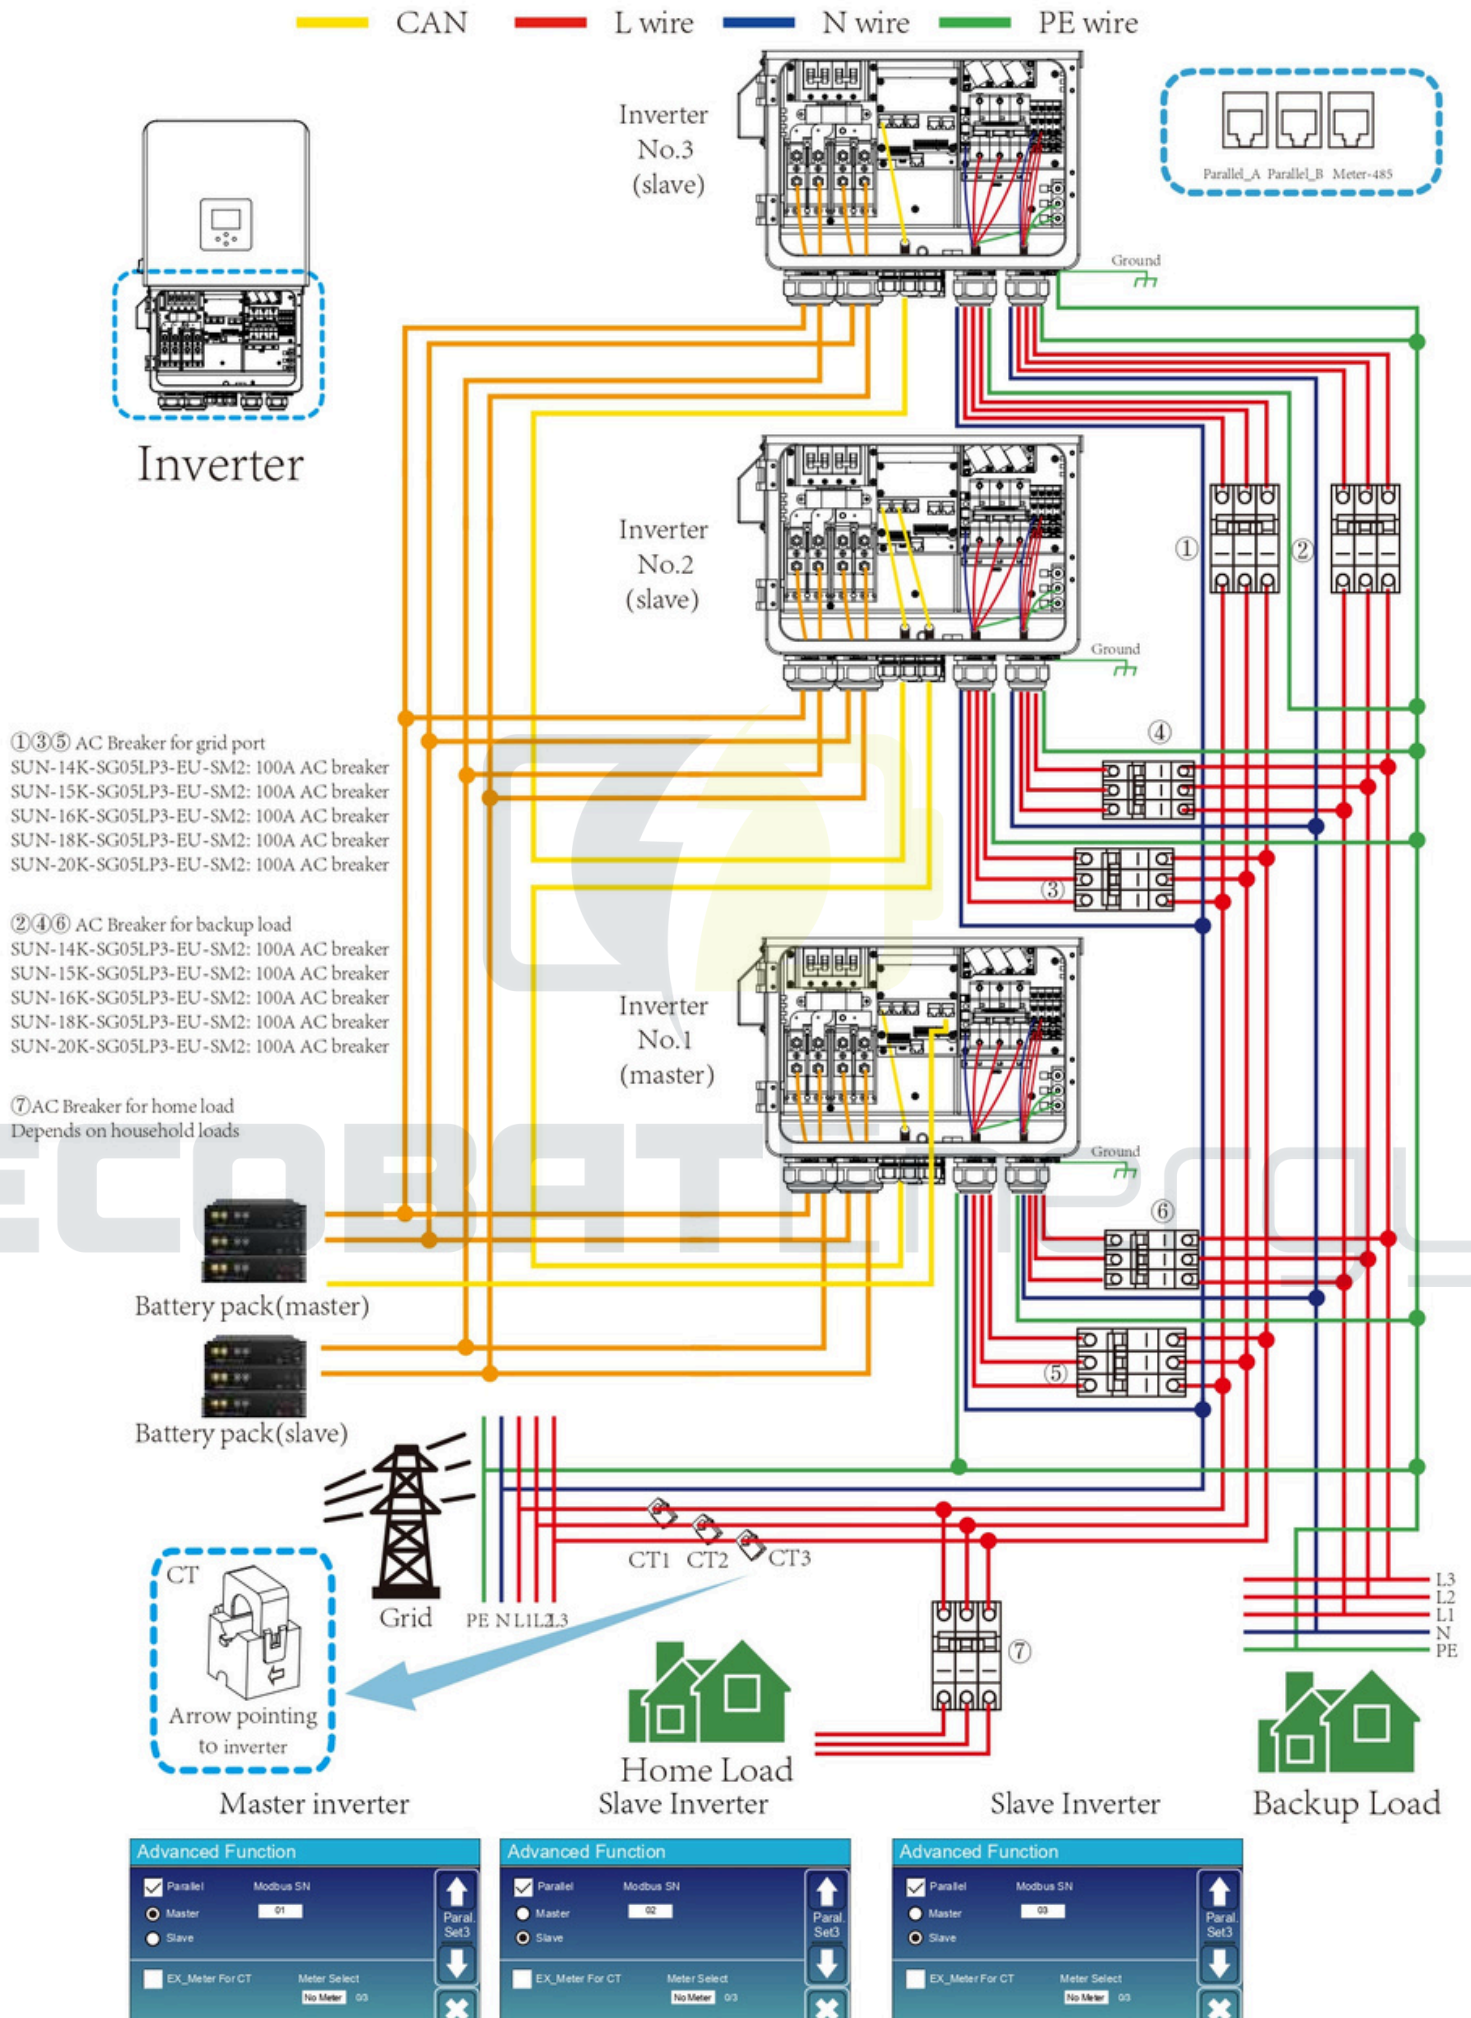 CAN L wire N wire PE wire
Inverter
No.3
(slave)
Parallel_A Parallel_B Meter-485
Ground
Inverter
Inverter
No.2
(slave)
① ②
Ground
④
①③⑤ AC Breaker for grid port
SUN-14K-SG05LP3-EU-SM2: 100A AC breaker
SUN-15K-SG05LP3-EU-SM2: 100A AC breaker
SUN-16K-SG05LP3-EU-SM2: 100A AC breaker
SUN-18K-SG05LP3-EU-SM2: 100A AC breaker
SUN-20K-SG05LP3-EU-SM2: 100A AC breaker
③
②④⑥ AC Breaker for backup load
SUN-14K-SG05LP3-EU-SM2: 100A AC breaker
SUN-15K-SG05LP3-EU-SM2: 100A AC breaker
SUN-16K-SG05LP3-EU-SM2: 100A AC breaker
SUN-18K-SG05LP3-EU-SM2: 100A AC breaker
SUN-20K-SG05LP3-EU-SM2: 100A AC breaker
Inverter
No.1
(master)
⑦AC Breaker for home load
Depends on household loads
Ground
ECOBATEnergy
⑥
Battery pack(master)
⑤
Battery pack(slave)
CT1 CT2 CT3
CT
Grid
PE N L1L2L3
L3
L2
L1
N
PE
⑦
Arrow pointing
to inverter
Home Load
Backup Load
Master inverter
Slave Inverter
Slave Inverter
Advanced Function
Parallel Modbus SN
Master 01
Slave
Paral.
Set3
EX_Meter For CT Meter Select
No Meter 0/3
Advanced Function
Parallel Modbus SN
Master 02
Slave
Paral.
Set3
EX_Meter For CT Meter Select
No Meter 0/3
Advanced Function
Parallel Modbus SN
Master 03
Slave
Paral.
Set3
EX_Meter For CT Meter Select
No Meter 0/3